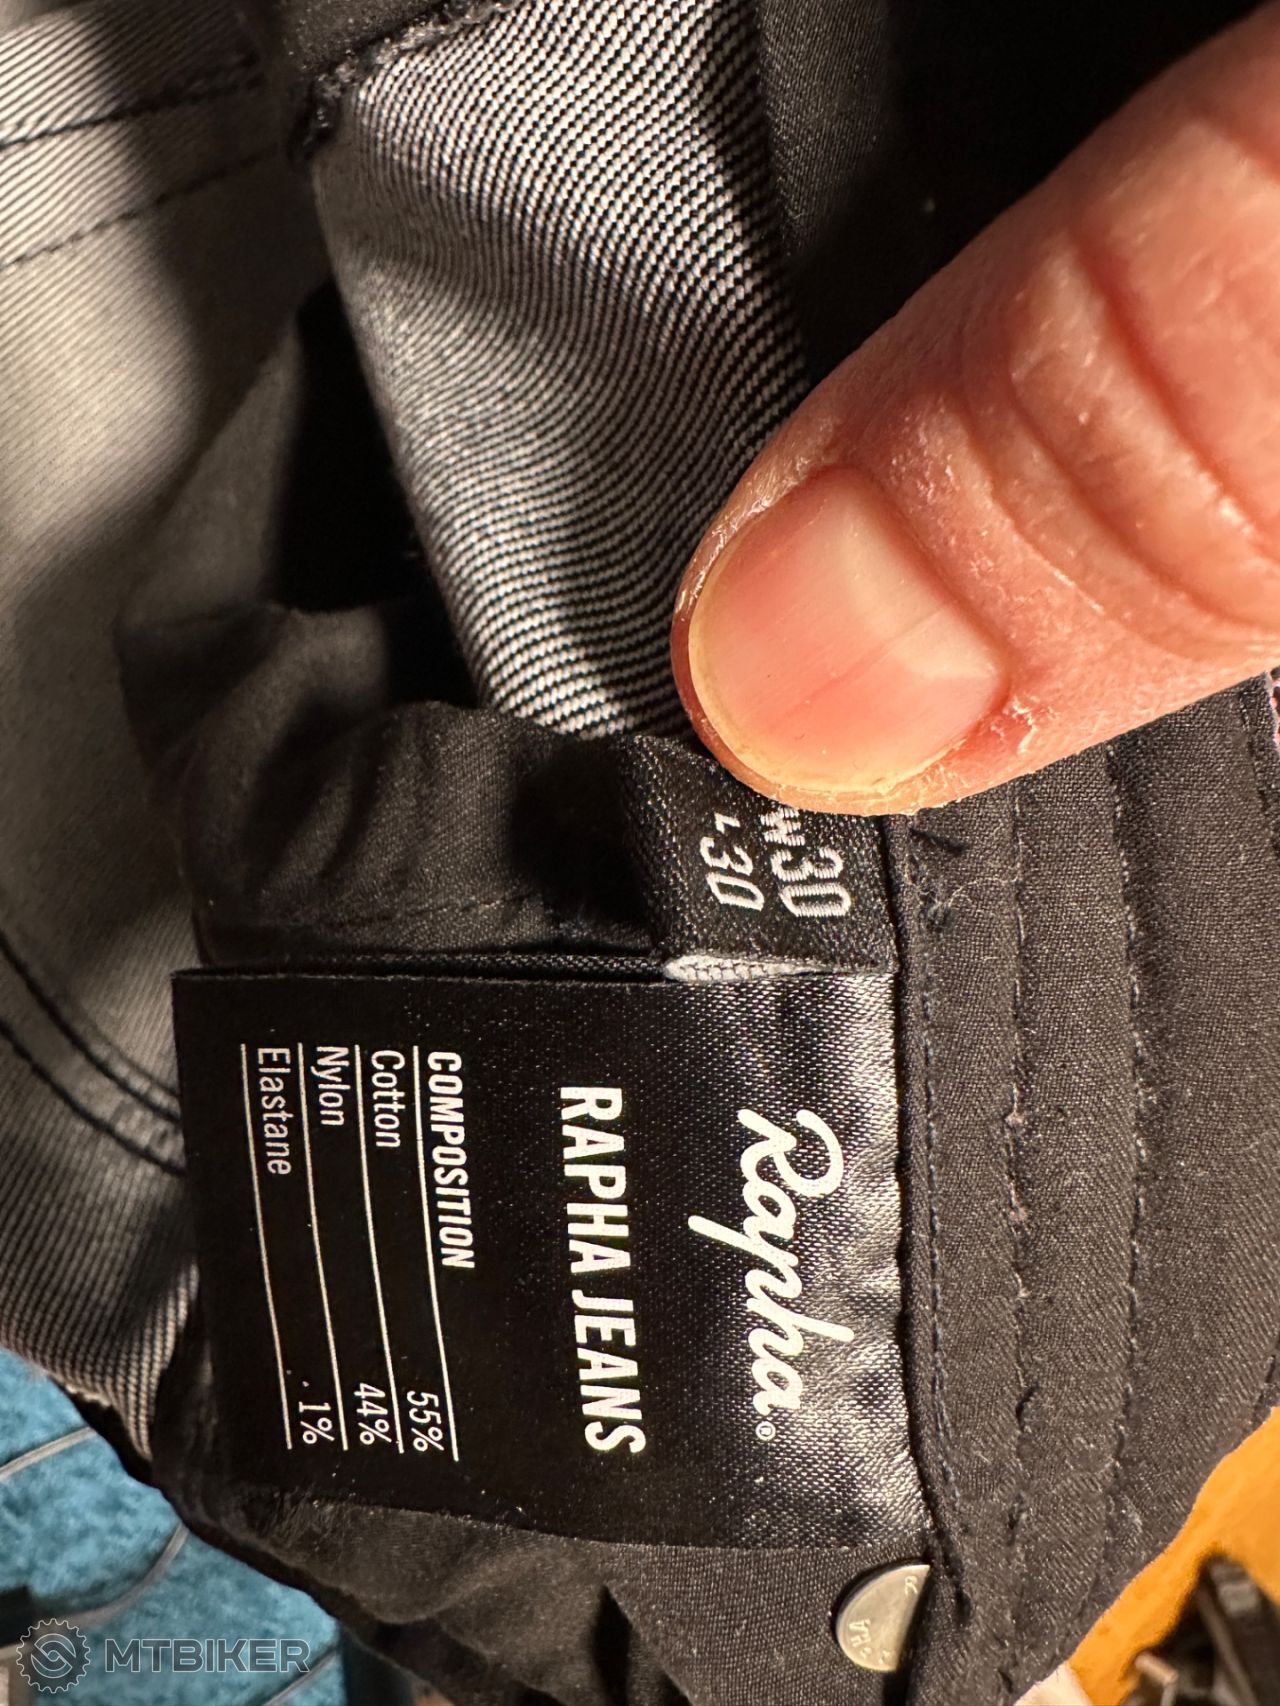 W30
L30
Rapha®
RAPHA JEANS
COMPOSITION
Cotton 55%
Nylon 44%
Elastane 1%
MTBIKER